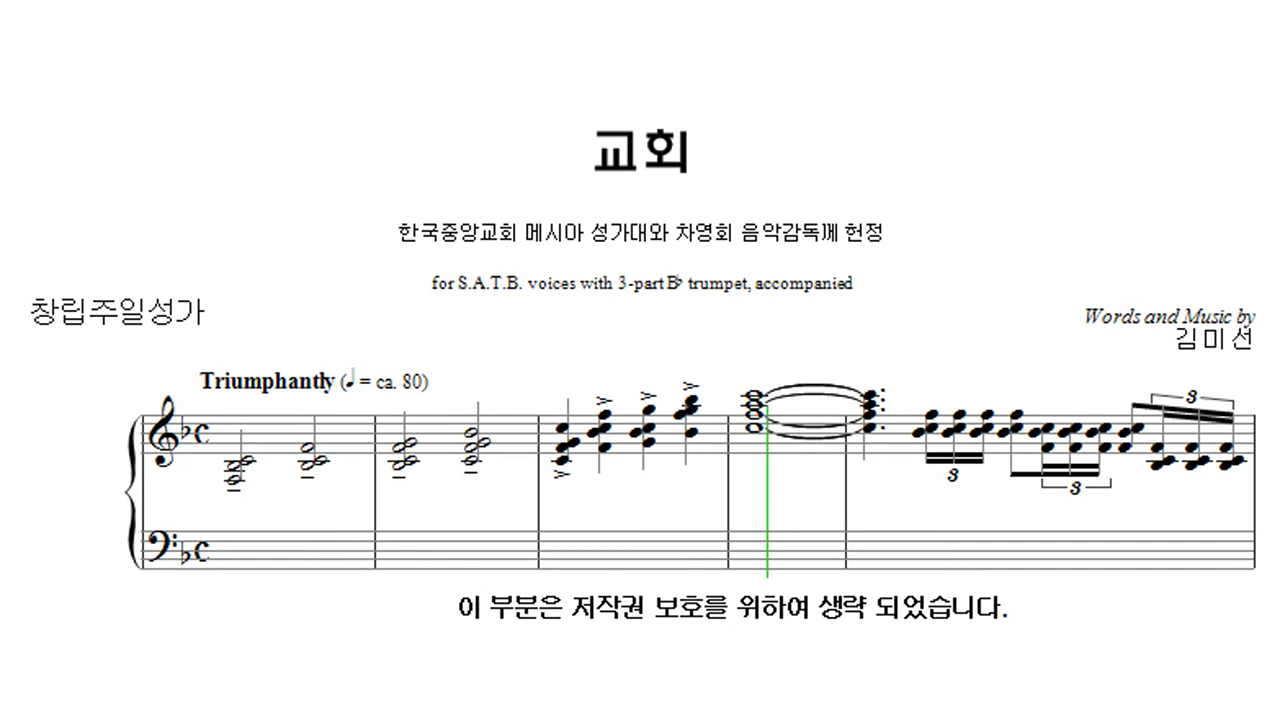 교회
한국중앙교회 메시아 성가대와 차영회 음악감독께 헌정
for S.A.T.B. voices with 3-part B♭ trumpet, accompanied
창립주일성가
Words and Music by
김미선
Triumphantly (♩ = ca. 80)
3
3
3
이 부분은 저작권 보호를 위하여 생략 되었습니다.